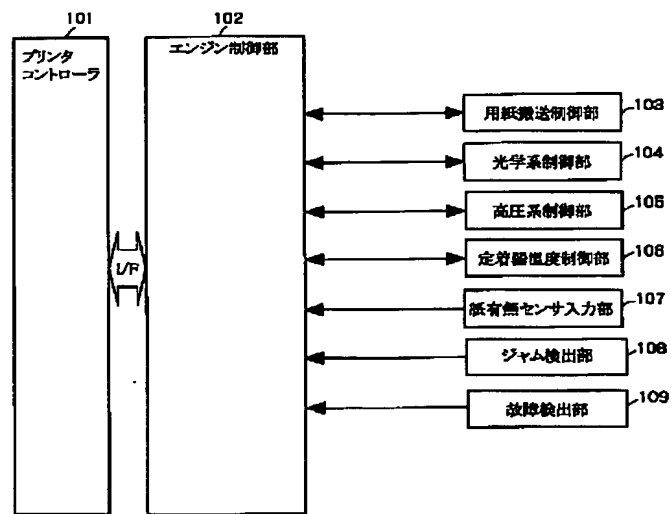 101
102
プリンタ
コントローラ
エンジン制御部
I/F
用紙搬送制御部
103
光学系制御部
104
高圧系制御部
105
定着器温度制御部
106
紙有無センサ入力部
107
ジャム検出部
108
故障検出部
109